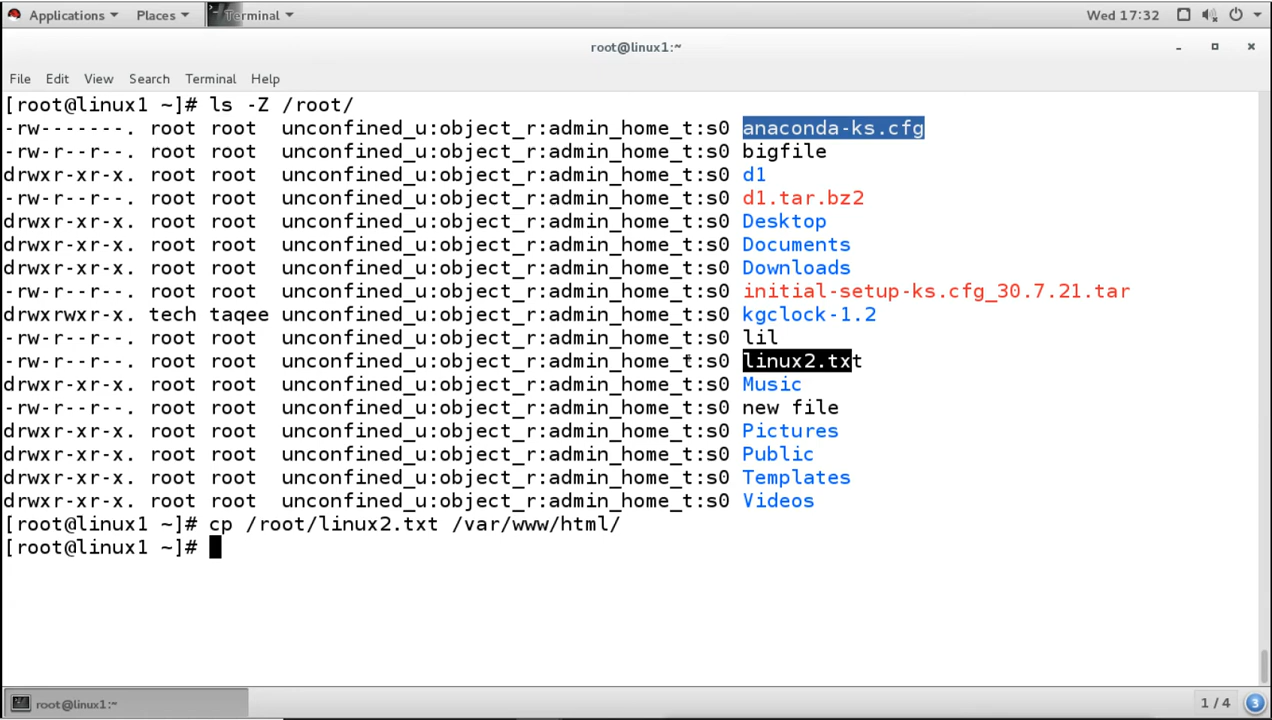 Applications Places Terminal Wed 17:32
root@linux1:~
File Edit View Search Terminal Help
[root@linux1 ~]# ls -Z /root/
-rw-------. root root unconfined_u:object_r:admin_home_t:s0 anaconda-ks.cfg
-rw-r--r--. root root unconfined_u:object_r:admin_home_t:s0 bigfile
drwxr-xr-x. root root unconfined_u:object_r:admin_home_t:s0 d1
-rw-r--r--. root root unconfined_u:object_r:admin_home_t:s0 d1.tar.bz2
drwxr-xr-x. root root unconfined_u:object_r:admin_home_t:s0 Desktop
drwxr-xr-x. root root unconfined_u:object_r:admin_home_t:s0 Documents
drwxr-xr-x. root root unconfined_u:object_r:admin_home_t:s0 Downloads
-rw-r--r--. root root unconfined_u:object_r:admin_home_t:s0 initial-setup-ks.cfg_30.7.21.tar
drwxrwxr-x. tech taqee unconfined_u:object_r:admin_home_t:s0 kgclock-1.2
-rw-r--r--. root root unconfined_u:object_r:admin_home_t:s0 lil
-rw-r--r--. root root unconfined_u:object_r:admin_home_t:s0 linux2.txt
drwxr-xr-x. root root unconfined_u:object_r:admin_home_t:s0 Music
-rw-r--r--. root root unconfined_u:object_r:admin_home_t:s0 new file
drwxr-xr-x. root root unconfined_u:object_r:admin_home_t:s0 Pictures
drwxr-xr-x. root root unconfined_u:object_r:admin_home_t:s0 Public
drwxr-xr-x. root root unconfined_u:object_r:admin_home_t:s0 Templates
drwxr-xr-x. root root unconfined_u:object_r:admin_home_t:s0 Videos
[root@linux1 ~]# cp /root/linux2.txt /var/www/html/
[root@linux1 ~]#
root@linux1:~ 1 / 4 3